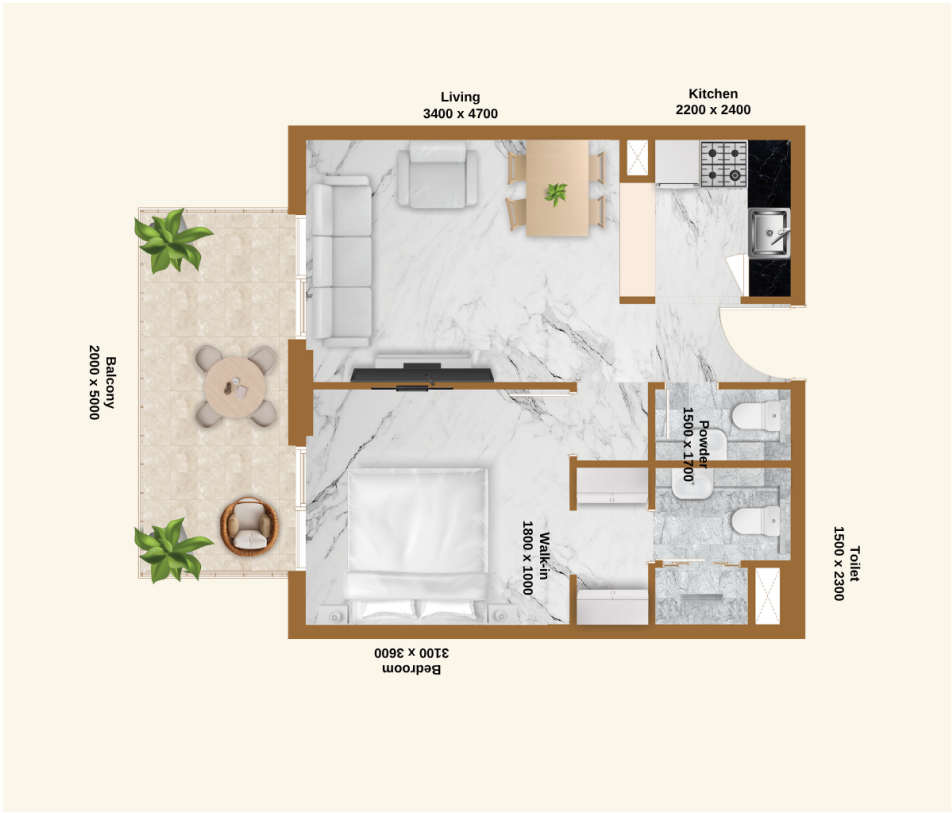 Living
3400 x 4700
Kitchen
2200 x 2400
Balcony
2000 x 5000
Powder
1500 x 1700
Walk-in
1800 x 1000
Toilet
1500 x 2300
Bedroom
3100 x 3600